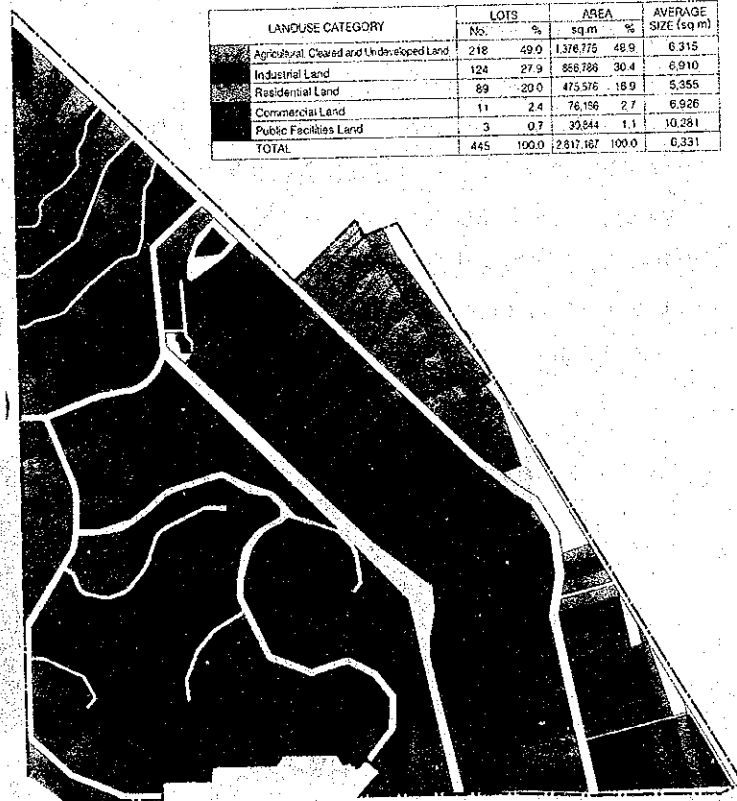 LANDUSE CATEGORY LOTS AREA AVERAGE SIZE (sq m)
No. % sq m %
Agricultural, Cleared and Undeveloped Land 218 49.0 1,376,775 48.9 6,315
Industrial Land 124 27.9 856,786 30.4 6,910
Residential Land 89 20.0 475,576 16.9 5,355
Commercial Land 11 2.4 76,156 2.7 6,926
Public Facilities Land 3 0.7 1.1 10,281
TOTAL 445 100.0 2,817,167 100.0 6,331